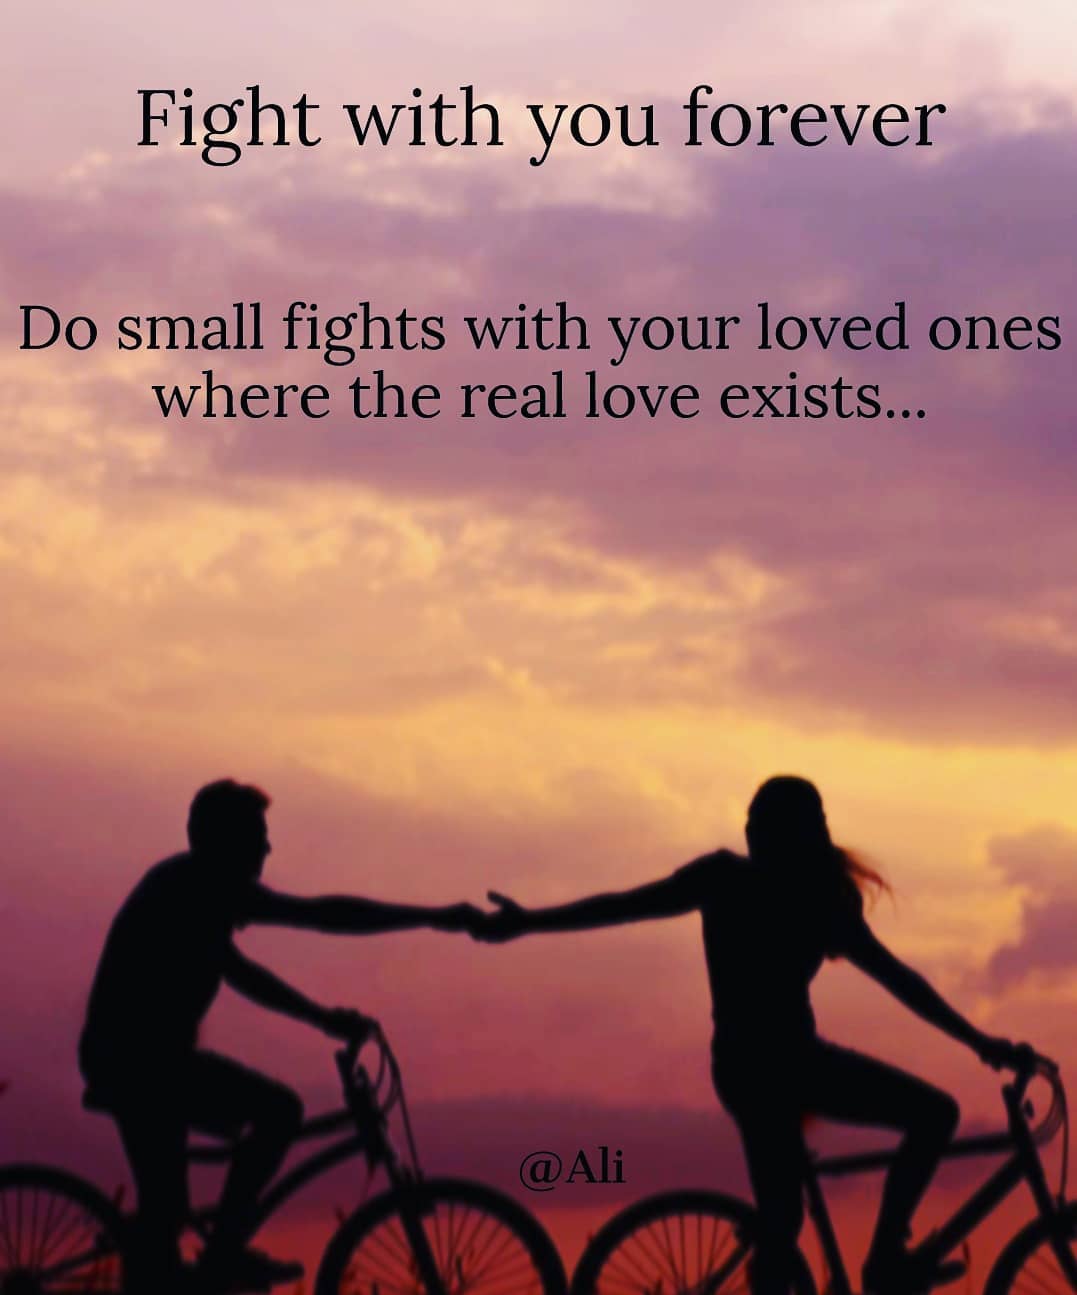 Fight with you forever
Do small fights with your loved ones
where the real love exists...
@Ali